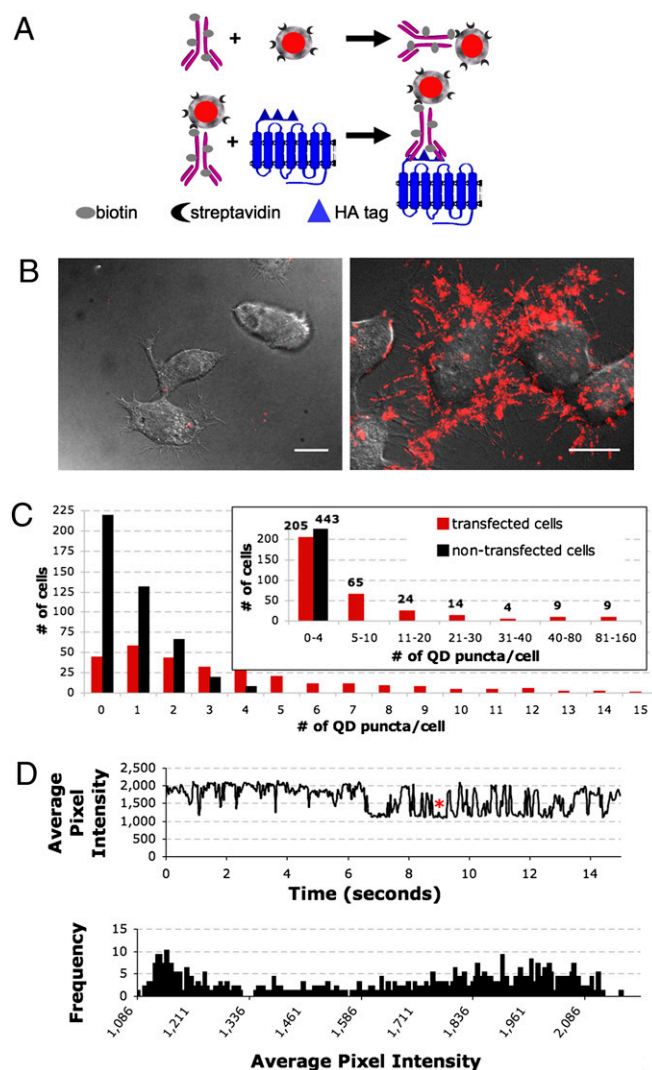 A
+
+
biotin streptavidin HA tag
B
C
# of cells
225
200
175
150
125
100
75
50
25
0
0 1 2 3 4 5 6 7 8 9 10 11 12 13 14 15
# of QD puncta/cell
# of cells
200
150
100
50
0
205 443
65
24
14
4
9
9
transfected cells
non-transfected cells
0-4 5-10 11-20 21-30 31-40 40-80 81-160
# of QD puncta/cell
D
Average
Pixel
Intensity
2,500
2,000
1,500
1,000
500
0
*
0 2 4 6 8 10 12 14
Time (seconds)
Frequency
15
10
5
0
1,086 1,211 1,336 1,461 1,586 1,711 1,836 1,961 2,086
Average Pixel Intensity